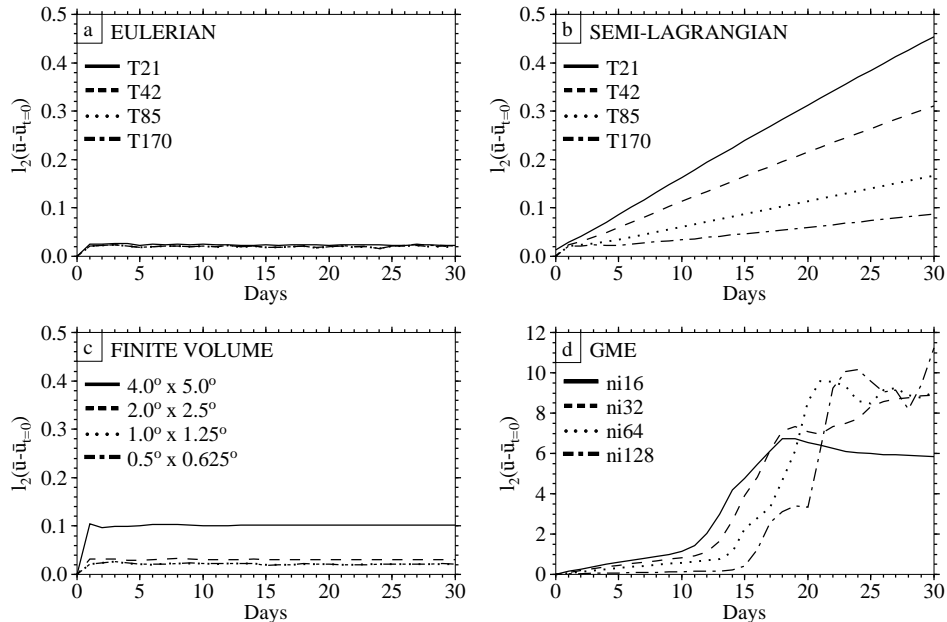 a EULERIAN
T21
T42
T85
T170
0.5
0.4
0.3
0.2
0.1
0.0
l₂(ū-ū_{t=0})
0 5 10 15 20 25 30
Days
b SEMI-LAGRANGIAN
T21
T42
T85
T170
0.5
0.4
0.3
0.2
0.1
0.0
l₂(ū-ū_{t=0})
0 5 10 15 20 25 30
Days
c FINITE VOLUME
4.0° x 5.0°
2.0° x 2.5°
1.0° x 1.25°
0.5° x 0.625°
0.5
0.4
0.3
0.2
0.1
0.0
l₂(ū-ū_{t=0})
0 5 10 15 20 25 30
Days
d GME
ni16
ni32
ni64
ni128
12
10
8
6
4
2
0
l₂(ū-ū_{t=0})
0 5 10 15 20 25 30
Days